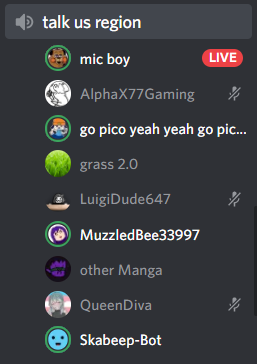 talk us region
mic boy LIVE
AlphaX77Gaming
go pico yeah yeah go pic...
grass 2.0
LuigiDude647
MuzzledBee33997
other Manga
QueenDiva
Skabeep-Bot